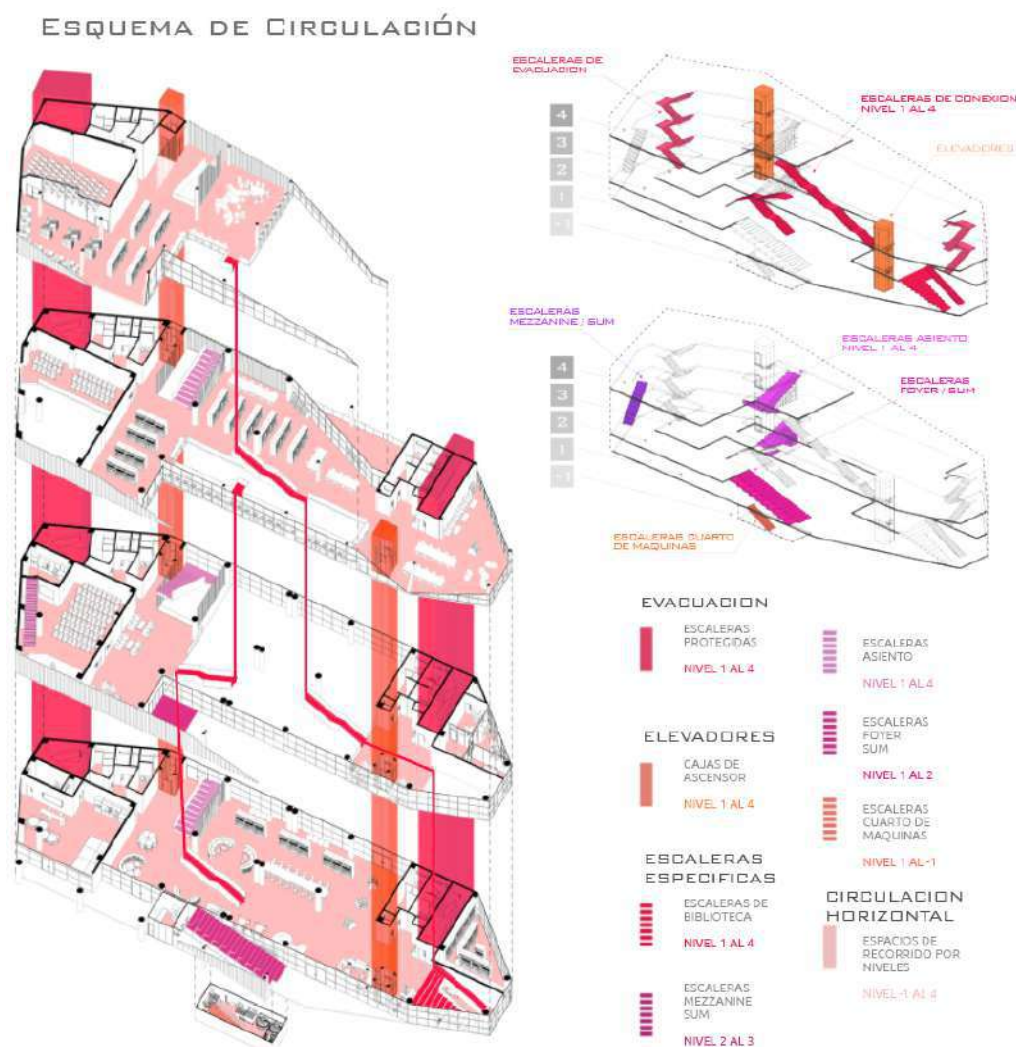 ESQUEMA DE CIRCULACIÓN
ESCALERAS DE
EVACUACION
ESCALERAS DE CONEXION
NIVEL 1 AL 4
ELEVADORES
4
3
2
1
-1
ESCALERAS
MEZZANINE / SUM
ESCALERAS ASIENTO
NIVEL 1 AL 4
ESCALERAS
FOYER / SUM
4
3
2
1
-1
ESCALERAS CUARTO
DE MAQUINAS
EVACUACION
ESCALERAS
PROTEGIDAS
NIVEL 1 AL 4
ELEVADORES
CAJAS DE
ASCENSOR
NIVEL 1 AL 4
ESCALERAS
ESPECIFICAS
ESCALERAS DE
BIBLIOTECA
NIVEL 1 AL 4
ESCALERAS
MEZZANINE
SUM
NIVEL 2 AL 3
ESCALERAS
ASIENTO
NIVEL 1 AL 4
ESCALERAS
FOYER
SUM
NIVEL 1 AL 2
ESCALERAS
CUARTO DE
MAQUINAS
NIVEL 1 AL -1
CIRCULACION
HORIZONTAL
ESPACIOS DE
RECORRIDO POR
NIVELES
NIVEL -1 AL 4